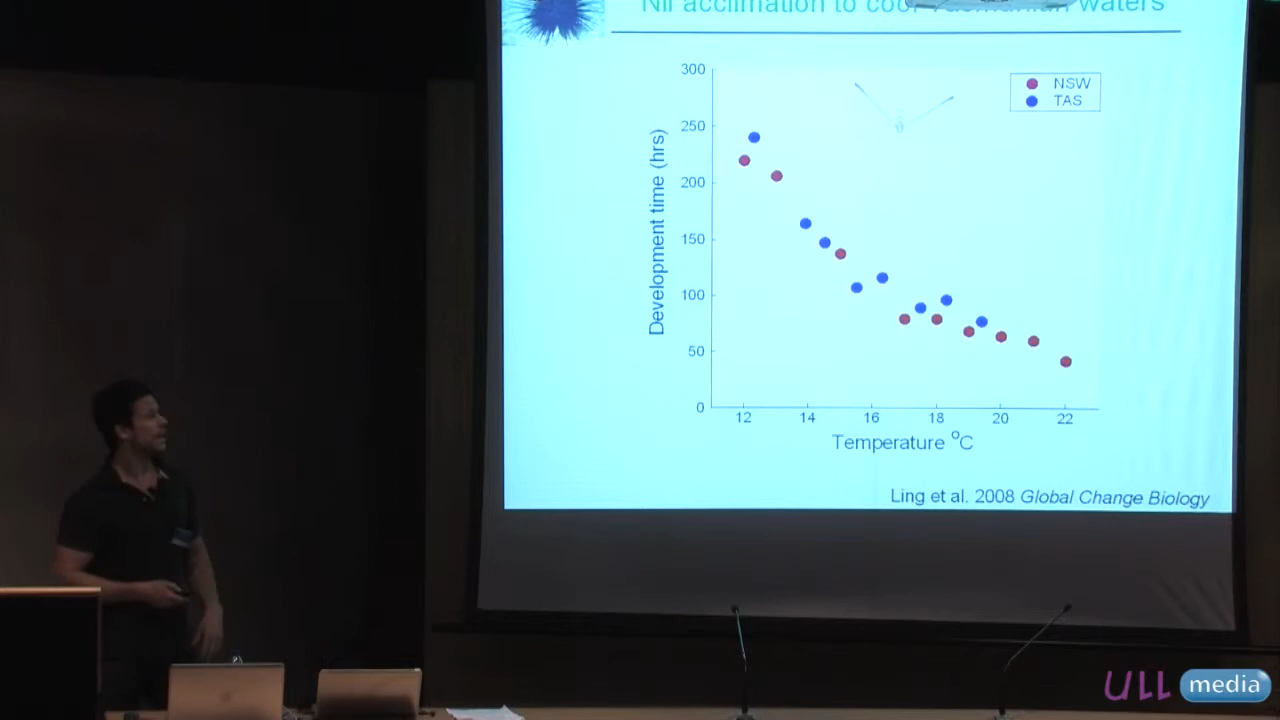 Nil acclimation to cool Tasmanian waters
300
250
200
150
100
50
0
Development time (hrs)
NSW
TAS
12 14 16 18 20 22
Temperature °C
Ling et al. 2008 Global Change Biology
ULL media